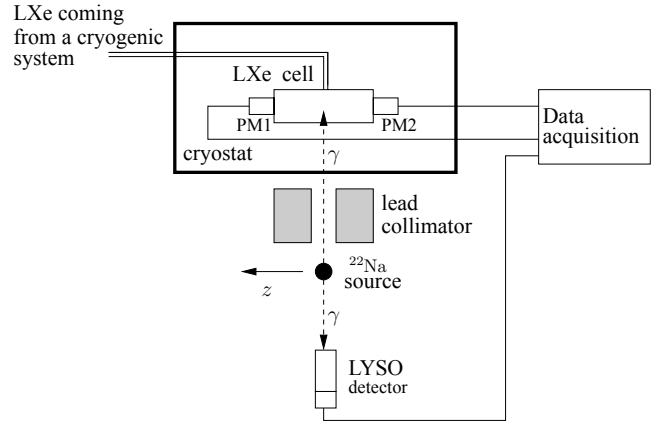 LXe coming
from a cryogenic
system
LXe cell
PM1
PM2
Data
acquisition
cryostat
γ
lead
collimator
²²Na
source
z
γ
LYSO
detector